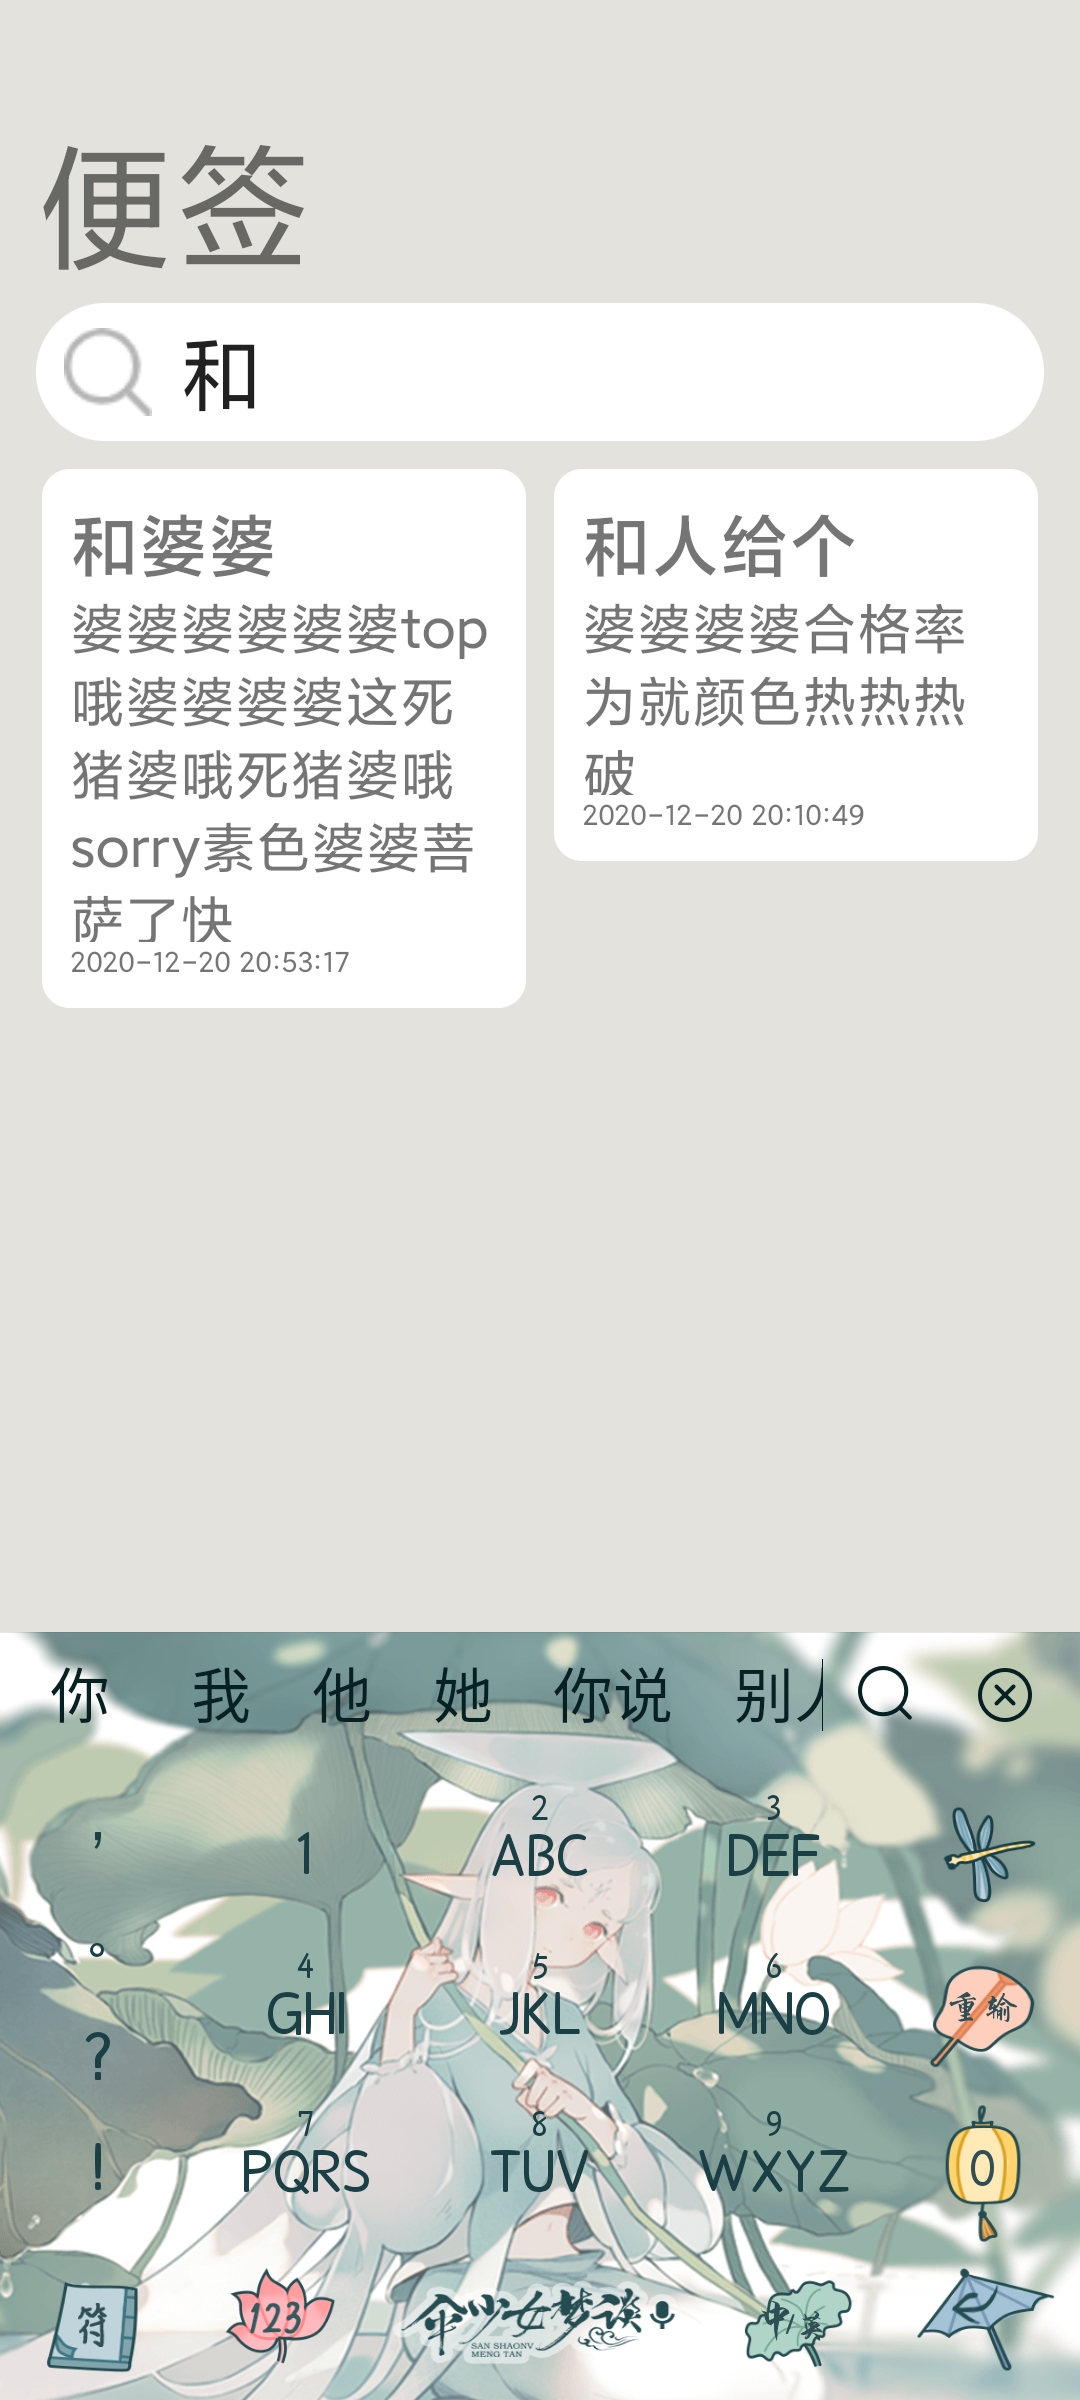 便签
和
和婆婆
婆婆婆婆婆婆top
哦婆婆婆婆这死
猪婆哦死猪婆哦
sorry素色婆婆菩
萨了快
2020-12-20 20:53:17
和人给个
婆婆婆婆合格率
为就颜色热热热
破
2020-12-20 20:10:49
你 我 他 她 你说 别人
, 1 2 ABC 3 DEF
。 4 GHI 5 JKL 6 MNO 重输
? 7 PQRS 8 TUV 9 WXYZ 0
!
符 123 伞少女梦谈 中/英
SAN SHAONV
MENG TAN